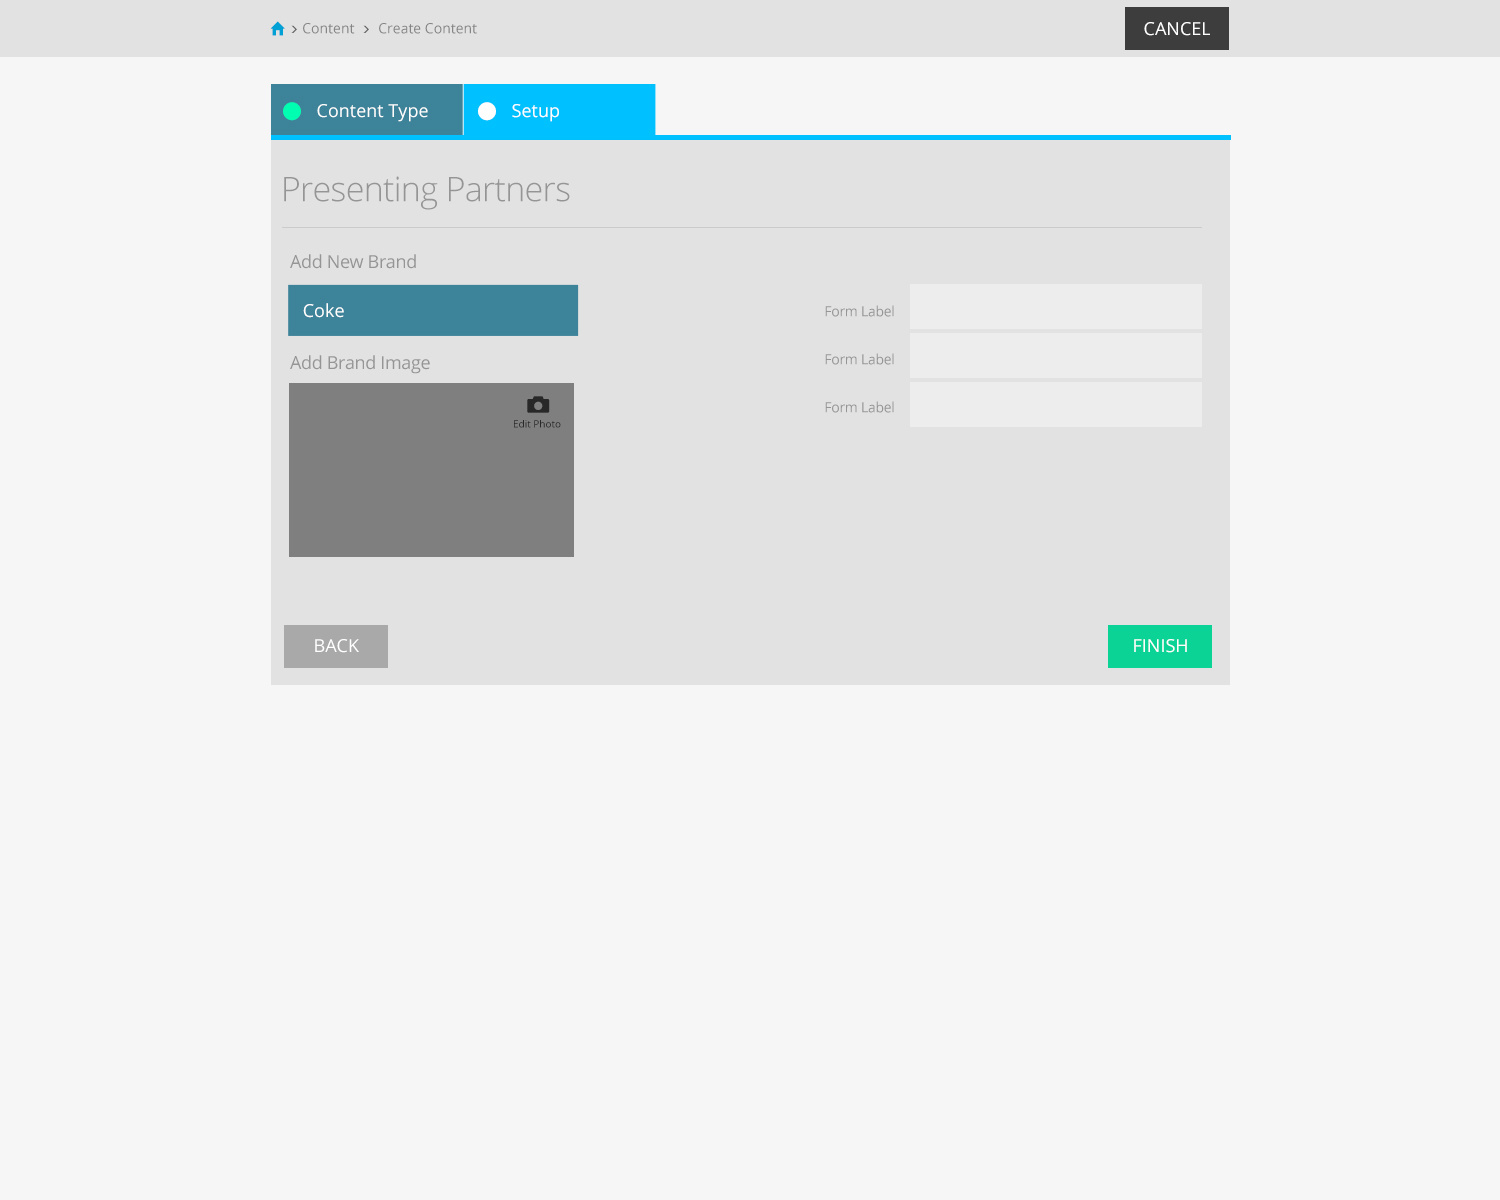 Content Create Content
CANCEL
Content Type
Setup
Presenting Partners
Add New Brand
Coke
Add Brand Image
Edit Photo
Form Label
Form Label
Form Label
BACK
FINISH